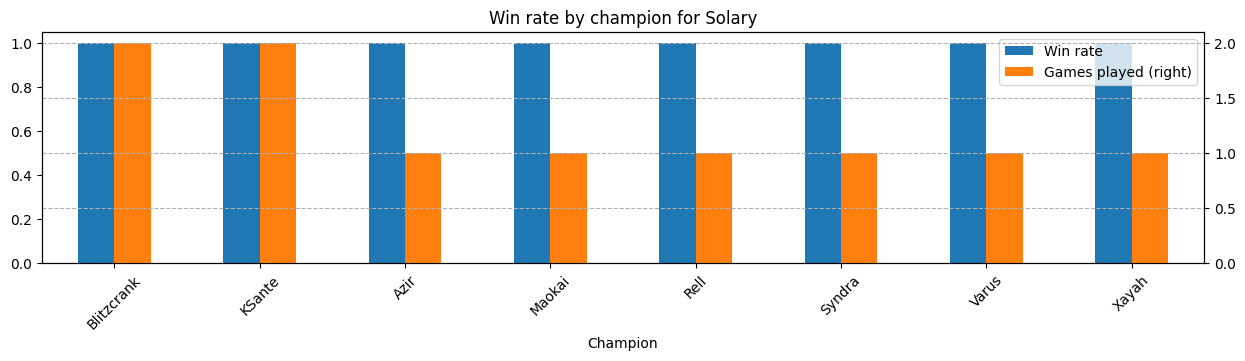 Win rate by champion for Solary
1.0
0.8
0.6
0.4
0.2
0.0
2.0
1.5
1.0
0.5
0.0
Win rate
Games played (right)
Blitzcrank
KSante
Azir
Maokai
Rell
Syndra
Varus
Xayah
Champion